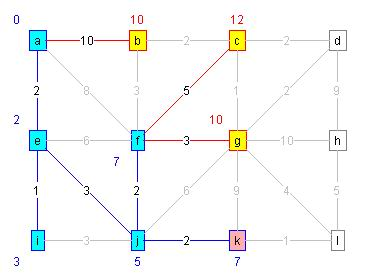 0 10 12
a 10 b 2 c 2 d
2 8 3 5 1 2 9
2 10
e 6 f 3 g 10 h
7
1 3 2 6 9 4 5
i 3 j 2 k 1 l
3 5 7